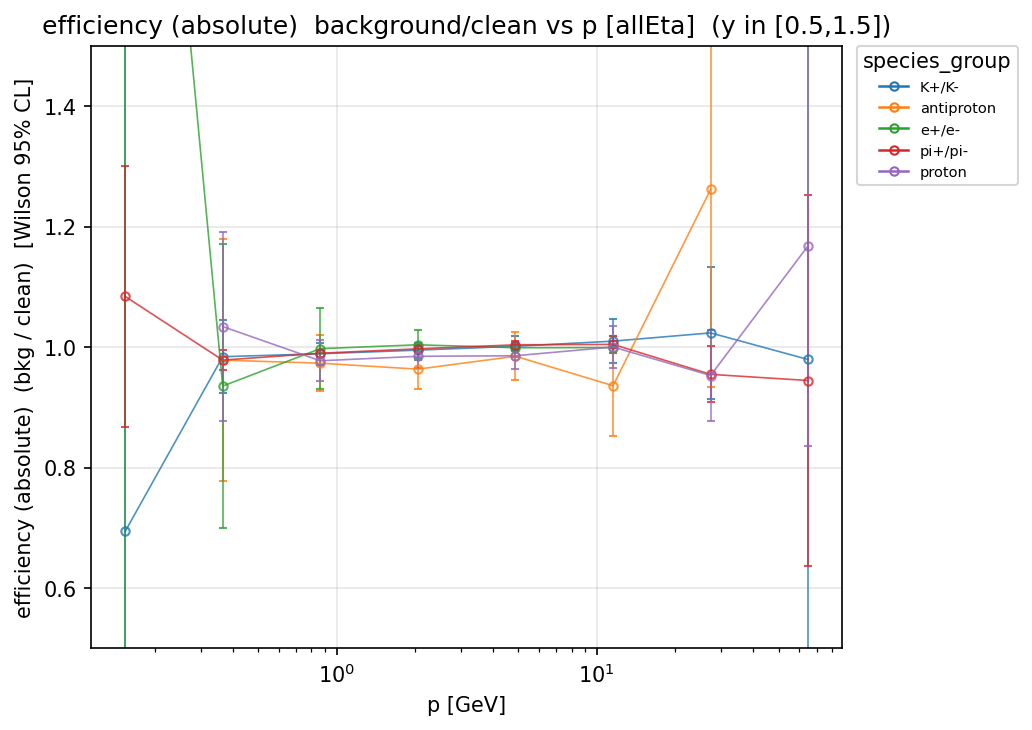 efficiency (absolute)  background/clean vs p [allEta]  (y in [0.5,1.5])
efficiency (absolute)  (bkg / clean)  [Wilson 95% CL]
1.4
1.2
1.0
0.8
0.6
10⁰
10¹
p [GeV]
species_group
K+/K-
antiproton
e+/e-
pi+/pi-
proton